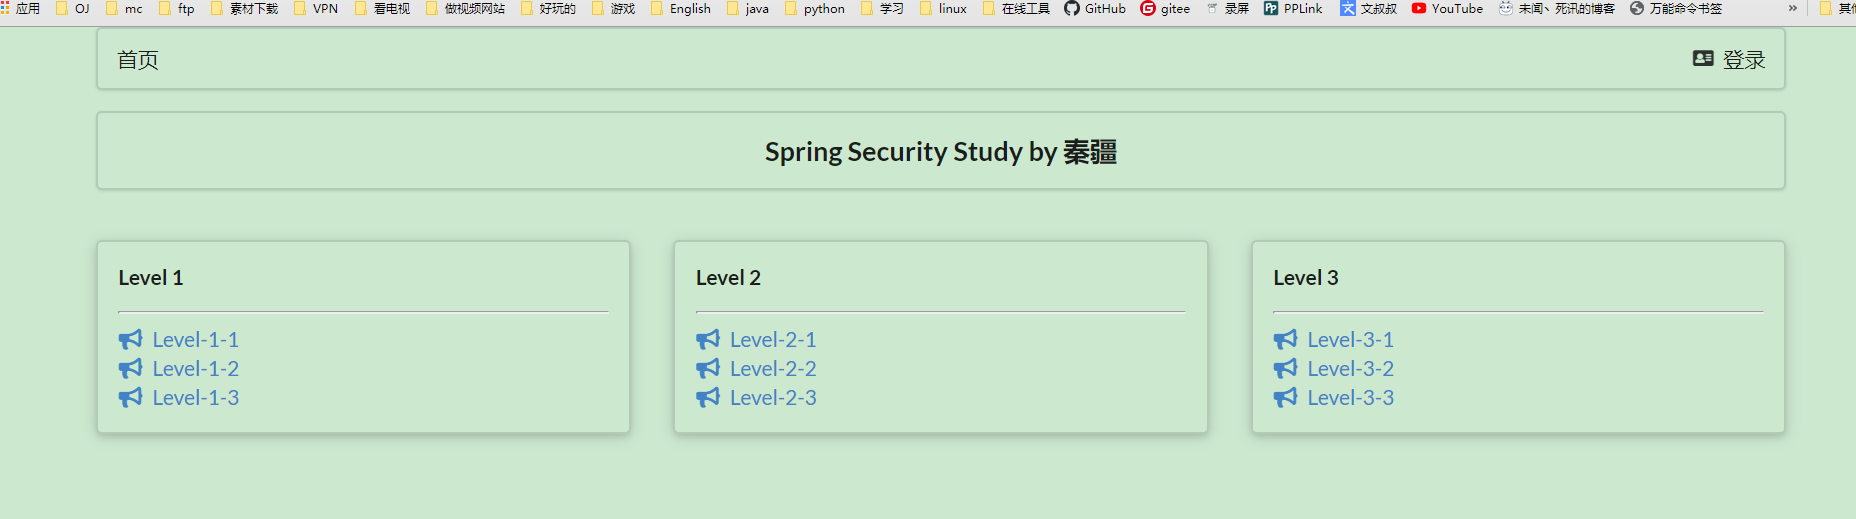 应用 OJ mc ftp 素材下载 VPN 看电视 做视频网站 好玩的 游戏 English java python 学习 linux 在线工具 GitHub gitee 录屏 PPLink 文叔叔 YouTube 未闻丶死讯的博客 万能命令书签 »
首页 登录
Spring Security Study by 秦疆
Level 1 Level 2 Level 3
Level-1-1 Level-2-1 Level-3-1
Level-1-2 Level-2-2 Level-3-2
Level-1-3 Level-2-3 Level-3-3